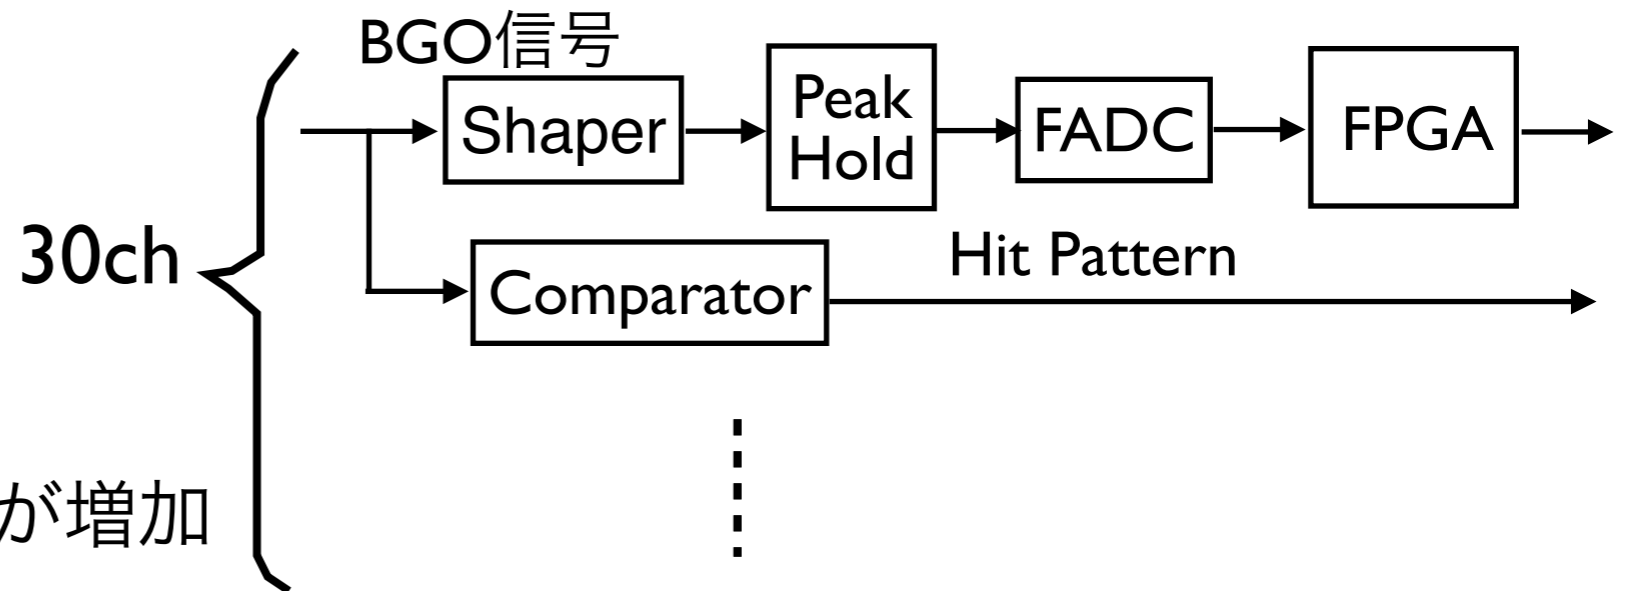 BGO信号
Shaper
Peak
Hold
FADC
FPGA
30ch
Comparator
Hit Pattern
が増加